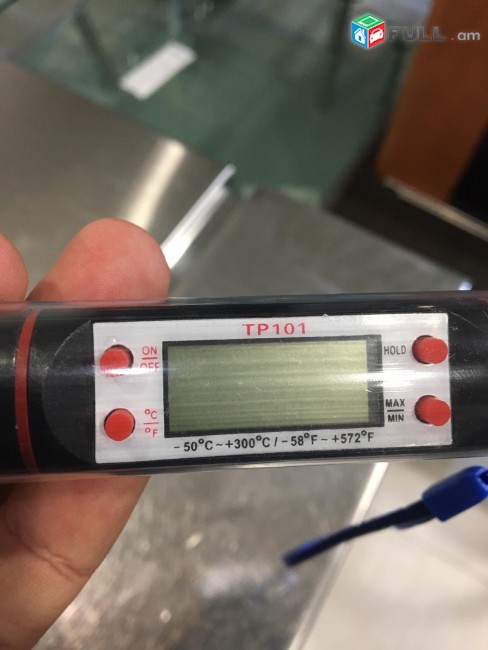 FULL.am
TP101
ON
OFF
HOLD
°C
°F
MAX
MIN
- 50°C ~ +300°C / - 58°F ~ +572°F